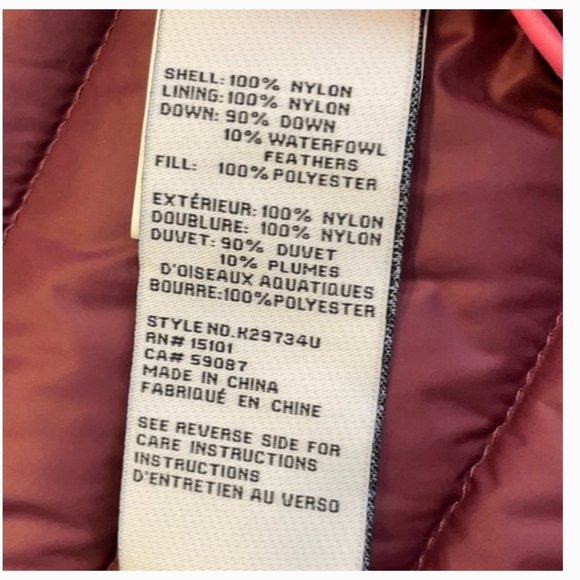 SHELL: 100% NYLON
LINING: 100% NYLON
DOWN: 90% DOWN
10% WATERFOWL
FEATHERS
FILL: 100% POLYESTER
EXTÉRIEUR: 100% NYLON
DOUBLURE: 100% NYLON
DUVET: 90% DUVET
10% PLUMES
D'OISEAUX AQUATIQUES
BOURRE: 100% POLYESTER
STYLE NO. K29734U
RN# 15101
CA# 59087
MADE IN CHINA
FABRIQUÉ EN CHINE
SEE REVERSE SIDE FOR
CARE INSTRUCTIONS
INSTRUCTIONS
D'ENTRETIEN AU VERSO